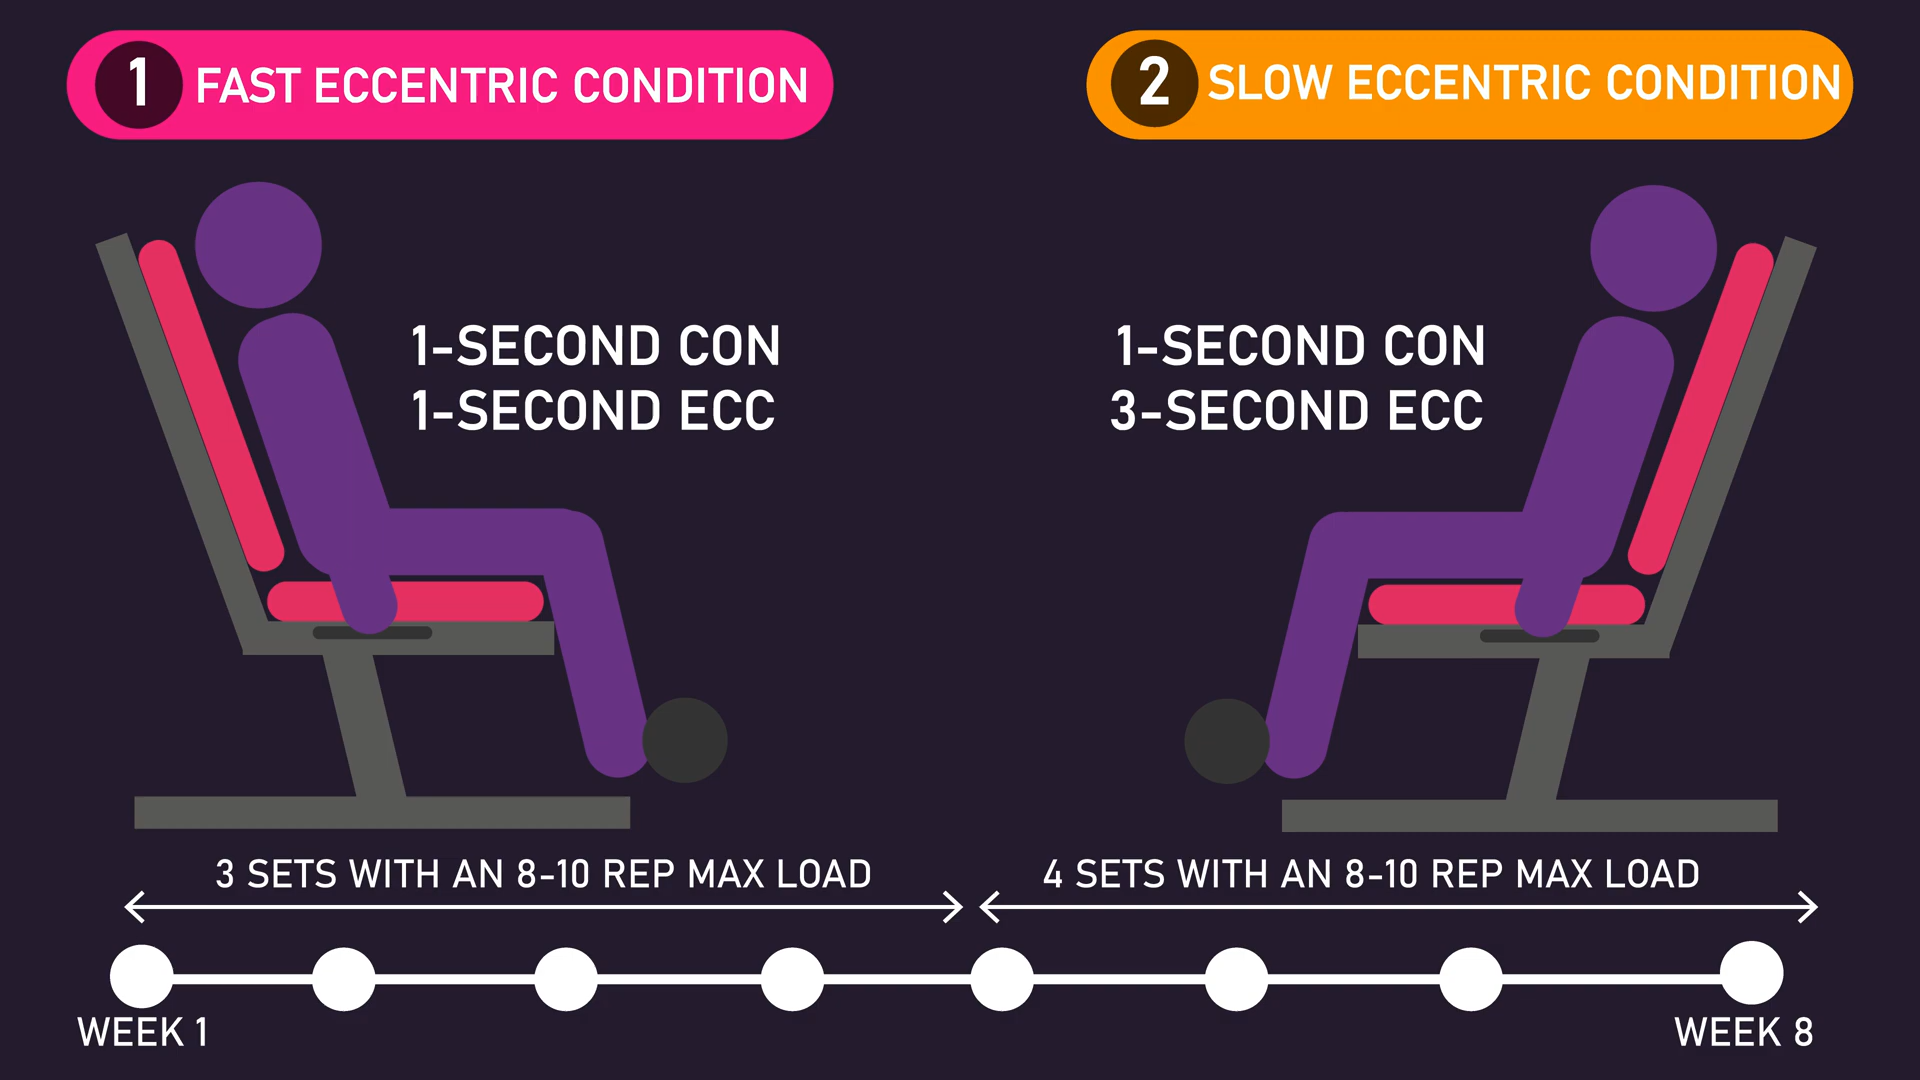 1 FAST ECCENTRIC CONDITION
2 SLOW ECCENTRIC CONDITION
1-SECOND CON
1-SECOND ECC
1-SECOND CON
3-SECOND ECC
3 SETS WITH AN 8-10 REP MAX LOAD
4 SETS WITH AN 8-10 REP MAX LOAD
WEEK 1
WEEK 8